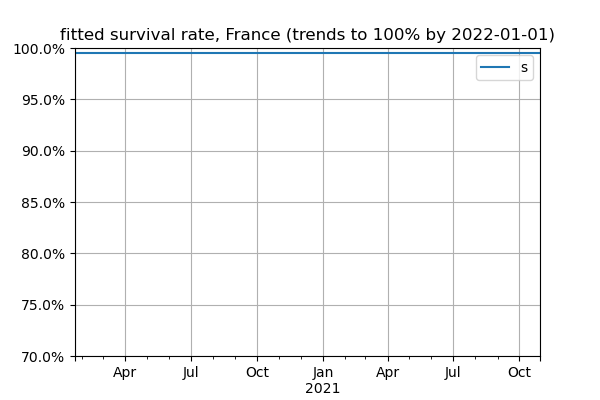 fitted survival rate, France (trends to 100% by 2022-01-01)
100.0%
s
95.0%
90.0%
85.0%
80.0%
75.0%
70.0%
Apr Jul Oct Jan Apr Jul Oct
2021